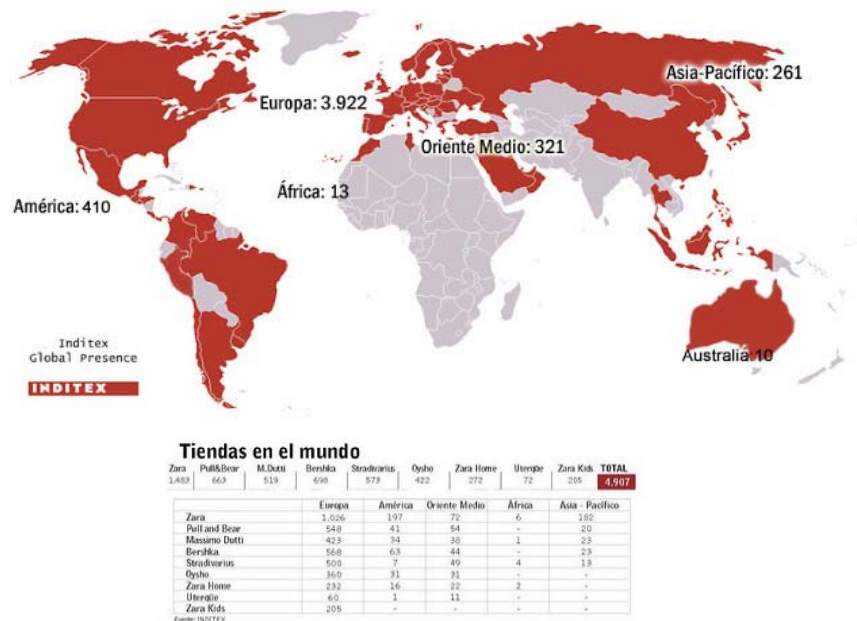 Asia-Pacífico: 261
Europa: 3.922
Oriente Medio: 321
África: 13
América: 410
Inditex
Global Presence
INDITEX
Australia:10
Tiendas en el mundo
Zara Pull&Bear M.Dutti Bershka Stradivarius Oysho Zara Home Uterqüe Zara Kids TOTAL
1.483 663 519 698 573 422 272 72 205 4.907
Europa América Oriente Medio África Asia - Pacífico
Zara 1.026 197 72 6 182
Pull and Bear 548 41 54 - 20
Massimo Dutti 423 34 38 1 23
Bershka 568 63 44 - 23
Stradivarius 500 7 49 4 13
Oysho 360 31 31 - -
Zara Home 232 16 22 2 -
Uterqüe 60 1 11 - -
Zara Kids 205 - - - -
Fuente: INDITEX